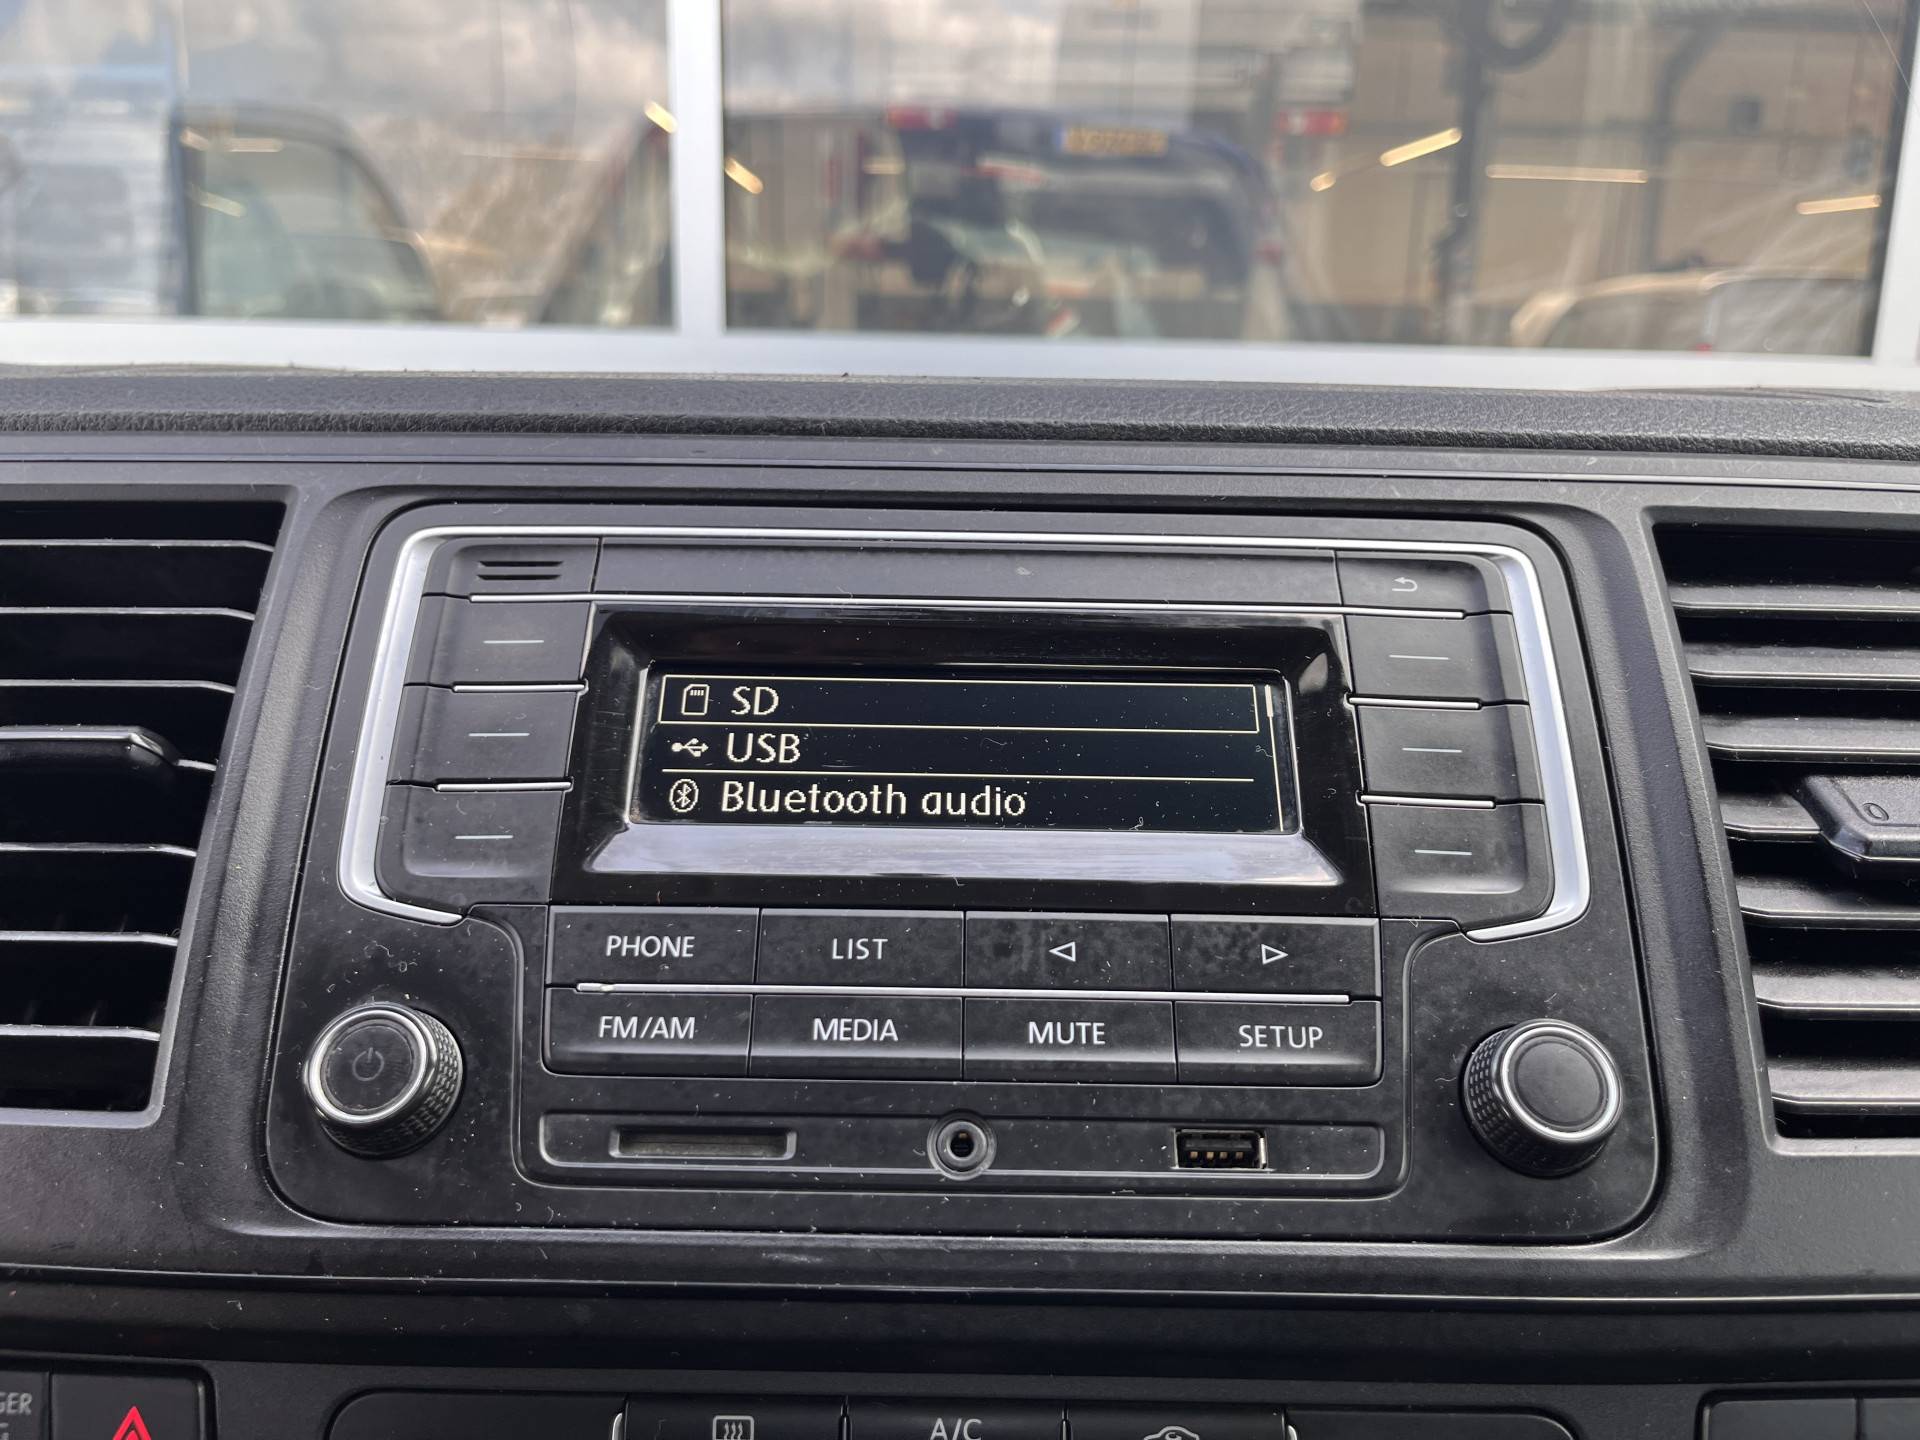 SD
USB
Bluetooth audio
PHONE LIST
FM/AM MEDIA MUTE SETUP
A/C